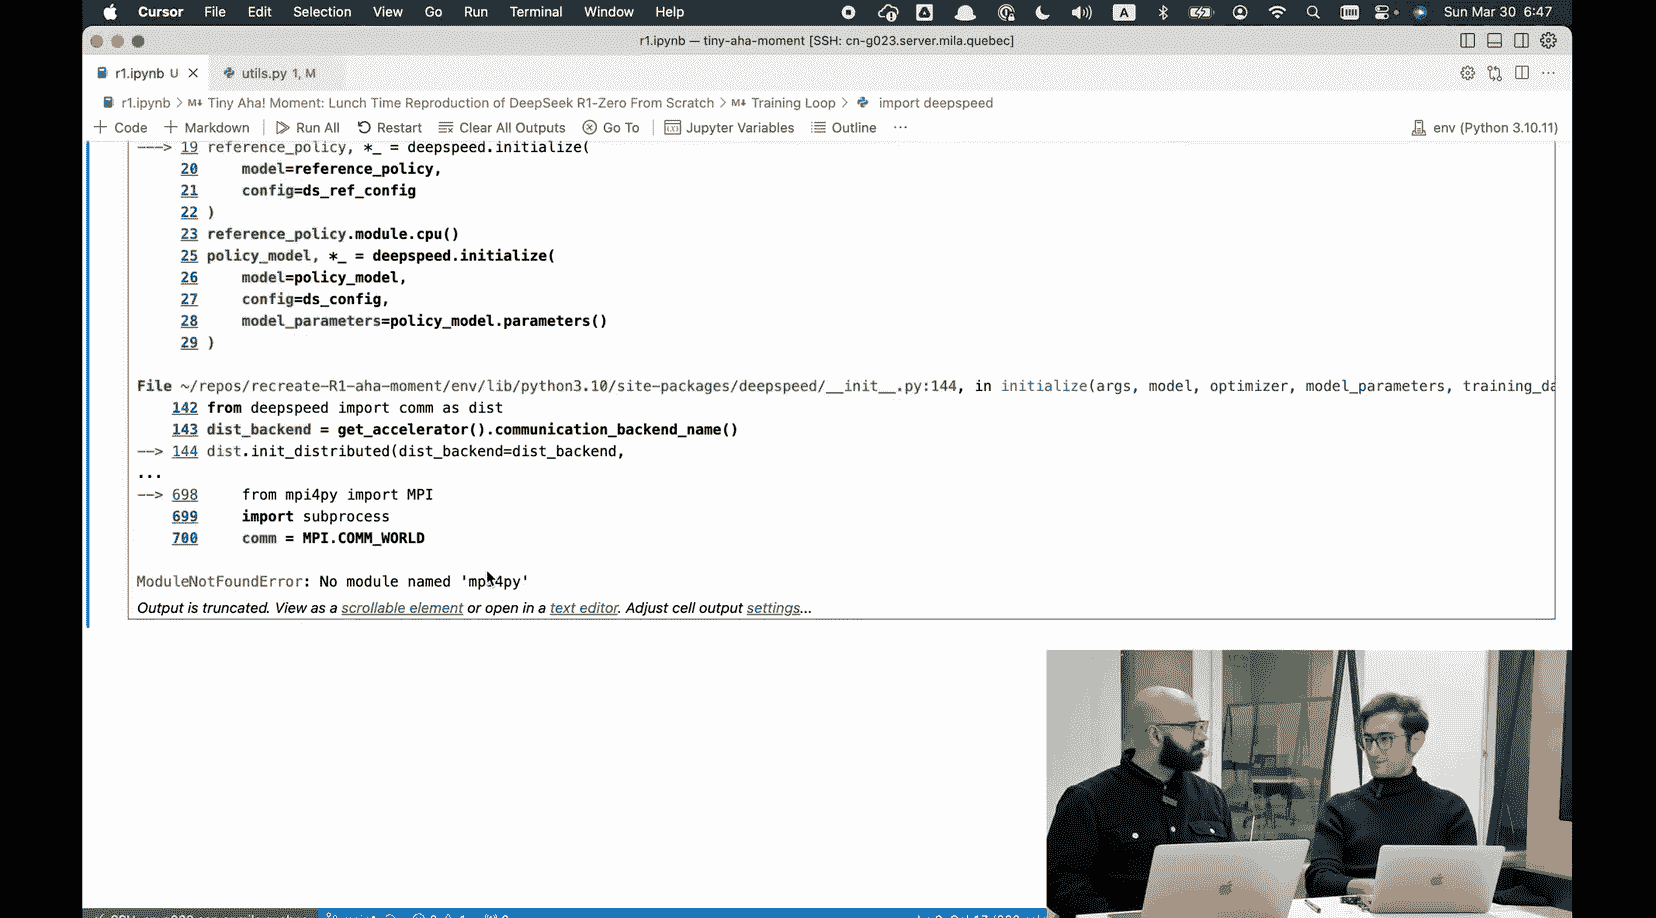 Cursor File Edit Selection View Go Run Terminal Window Help A Sun Mar 30 6:47
r1.ipynb — tiny-aha-moment [SSH: cn-g023.server.mila.quebec]
r1.ipynb U utils.py 1, M
r1.ipynb > M↓ Tiny Aha! Moment: Lunch Time Reproduction of DeepSeek R1-Zero From Scratch > M↓ Training Loop > import deepspeed
+ Code + Markdown Run All Restart Clear All Outputs Go To Jupyter Variables Outline ... env (Python 3.10.11)
---> 19 reference_policy, *_ = deepspeed.initialize(
20 model=reference_policy,
21 config=ds_ref_config
22 )
23 reference_policy.module.cpu()
25 policy_model, *_ = deepspeed.initialize(
26 model=policy_model,
27 config=ds_config,
28 model_parameters=policy_model.parameters()
29 )
File ~/repos/recreate-R1-aha-moment/env/lib/python3.10/site-packages/deepspeed/__init__.py:144, in initialize(args, model, optimizer, model_parameters, training_da
142 from deepspeed import comm as dist
143 dist_backend = get_accelerator().communication_backend_name()
--> 144 dist.init_distributed(dist_backend=dist_backend,
...
--> 698 from mpi4py import MPI
699 import subprocess
700 comm = MPI.COMM_WORLD
ModuleNotFoundError: No module named 'mpi4py'
Output is truncated. View as a scrollable element or open in a text editor. Adjust cell output settings...